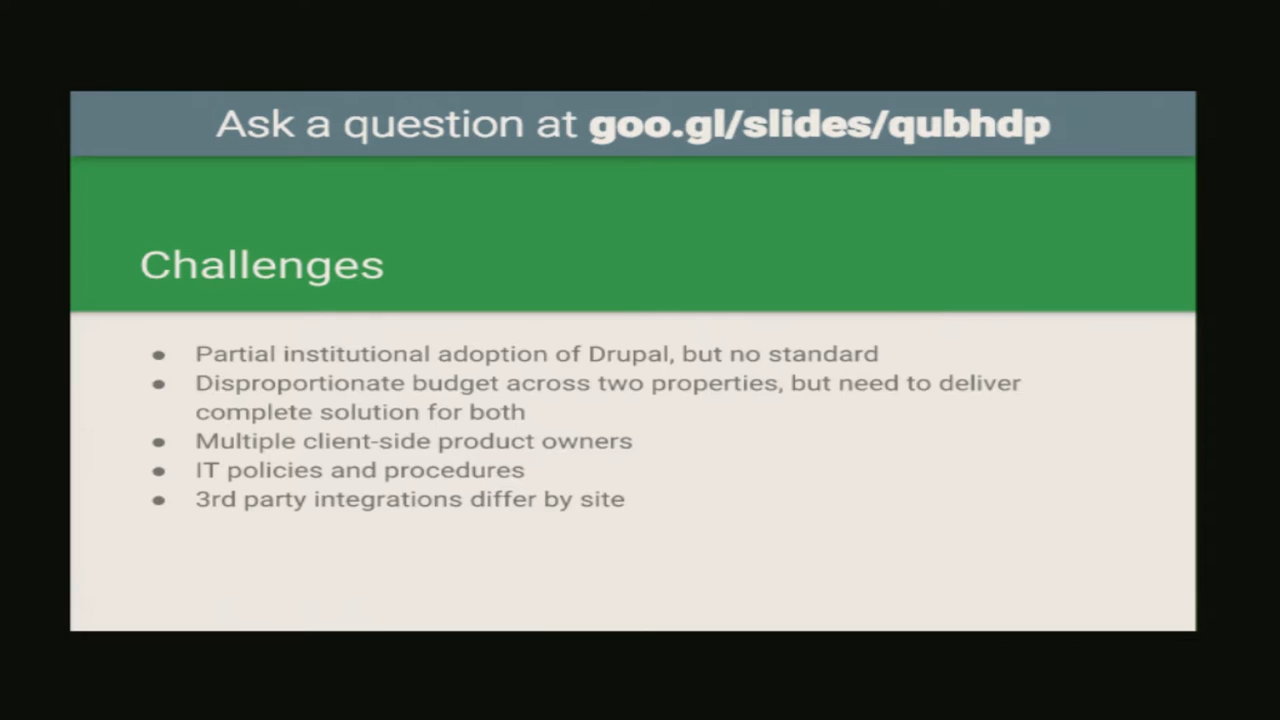 Ask a question at goo.gl/slides/qubhdp
Challenges
● Partial institutional adoption of Drupal, but no standard
● Disproportionate budget across two properties, but need to deliver
complete solution for both
● Multiple client-side product owners
● IT policies and procedures
● 3rd party integrations differ by site